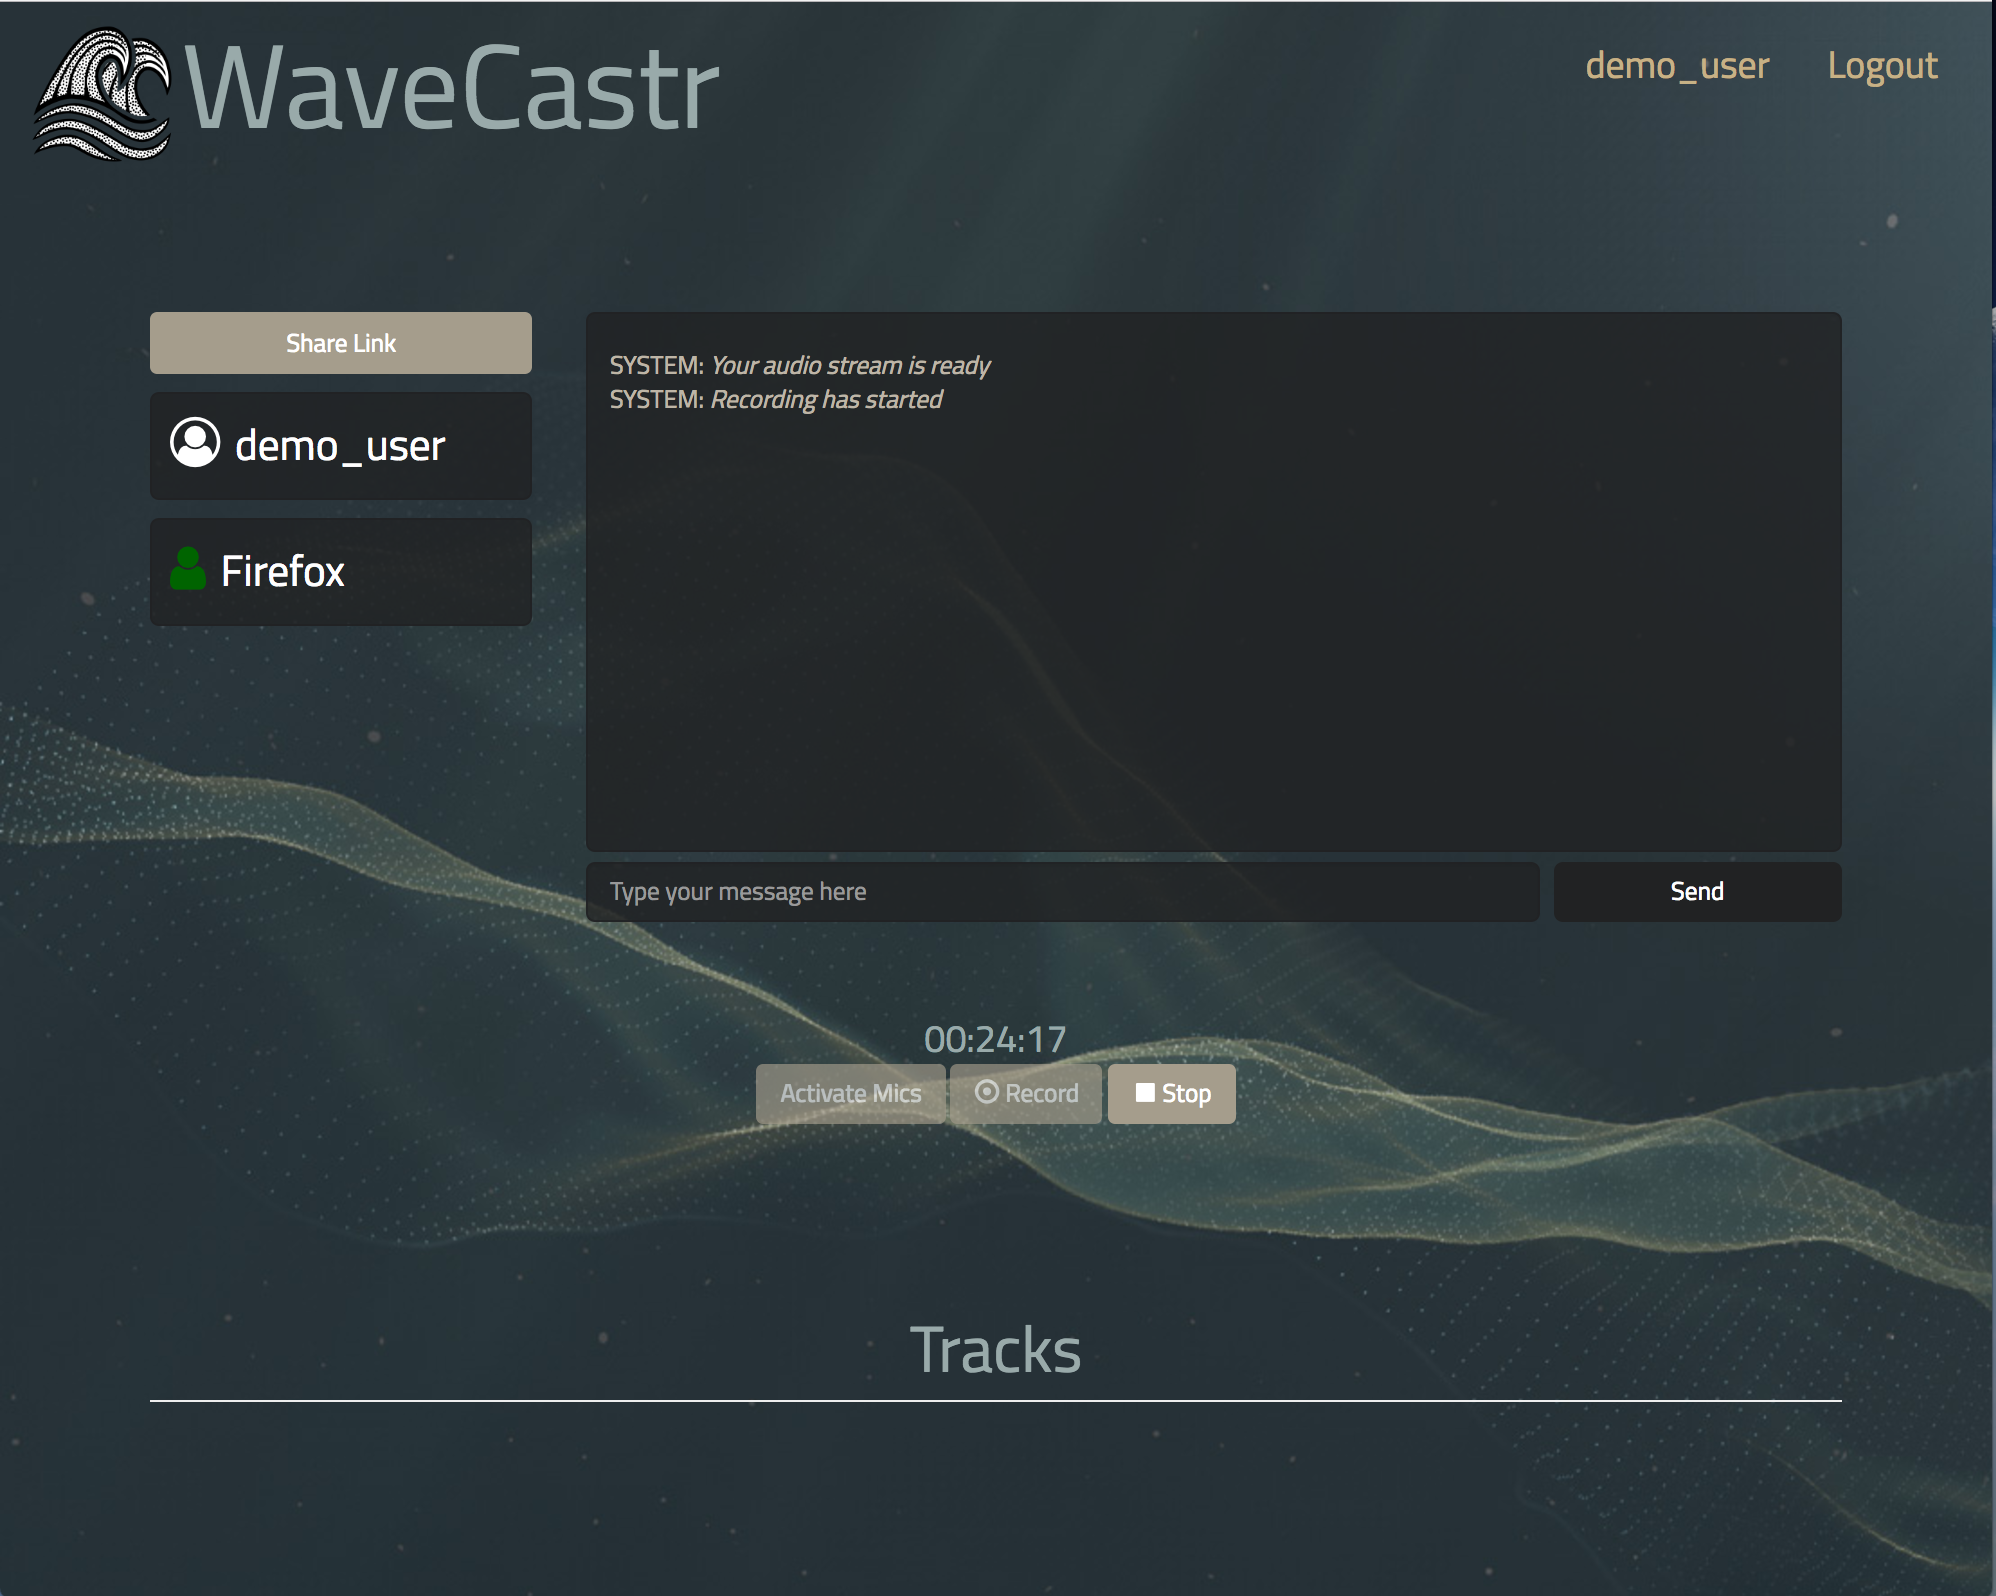 WaveCastr
demo_user
Logout
Share Link
demo_user
Firefox
SYSTEM: Your audio stream is ready
SYSTEM: Recording has started
Type your message here
Send
00:24:17
Activate Mics
Record
Stop
Tracks